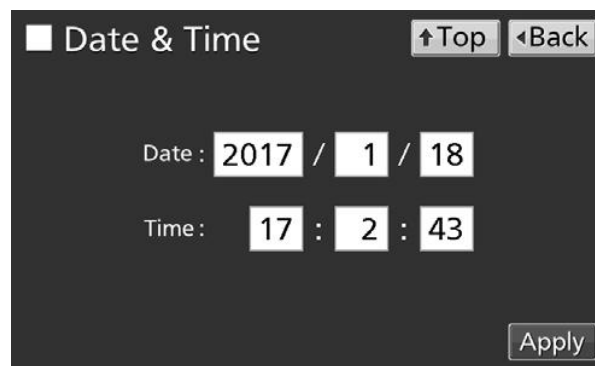 Date & Time ↑Top ◂Back
Date : 2017 / 1 / 18
Time : 17 : 2 : 43
Apply